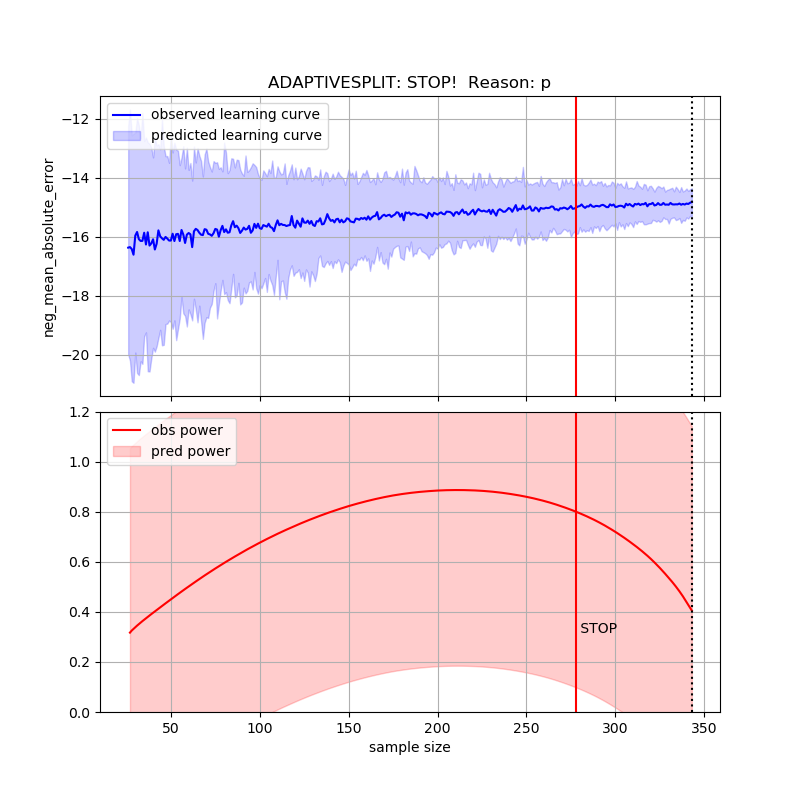 ADAPTIVESPLIT: STOP!  Reason: p
observed learning curve
predicted learning curve
neg_mean_absolute_error
−12
−14
−16
−18
−20
obs power
pred power
1.2
1.0
0.8
0.6
0.4
0.2
0.0
STOP
50 100 150 200 250 300 350
sample size